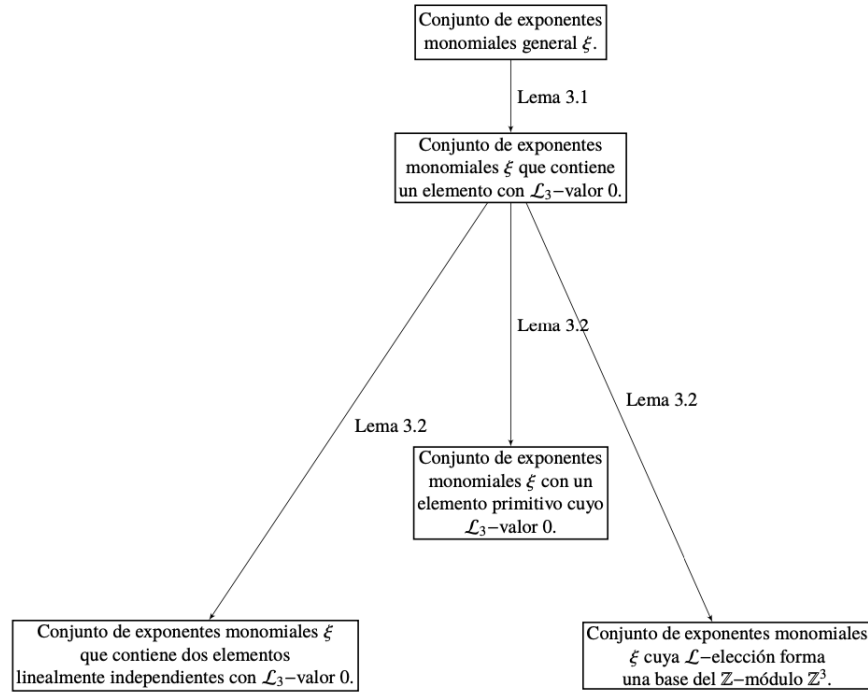 Conjunto de exponentes
monomiales general ξ.
Lema 3.1
Conjunto de exponentes
monomiales ξ que contiene
un elemento con ℒ₃−valor 0.
Lema 3.2
Lema 3.2
Lema 3.2
Conjunto de exponentes
monomiales ξ con un
elemento primitivo cuyo
ℒ₃−valor 0.
Conjunto de exponentes monomiales ξ
que contiene dos elementos
linealmente independientes con ℒ₃−valor 0.
Conjunto de exponentes monomiales
ξ cuya ℒ−elección forma
una base del ℤ−módulo ℤ³.